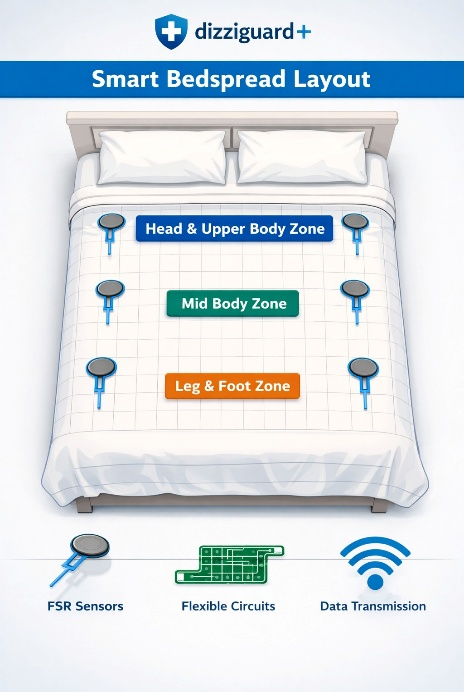 dizziguard+
Smart Bedspread Layout
Head & Upper Body Zone
Mid Body Zone
Leg & Foot Zone
FSR Sensors
Flexible Circuits
Data Transmission